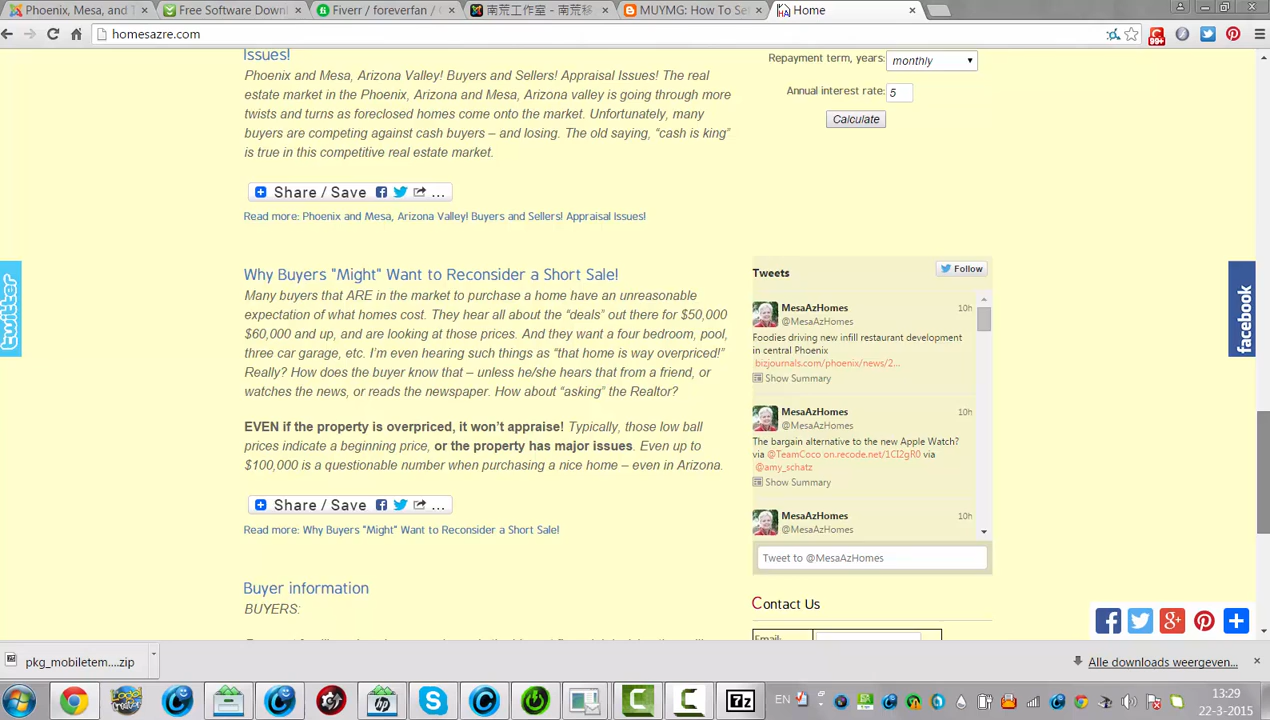 Phoenix, Mesa, and T
Free Software Downl
Fiverr / foreverfan / C
南荒工作室 - 南荒移
MUYMG: How To Se
Home
homesazre.com
Issues!
Phoenix and Mesa, Arizona Valley! Buyers and Sellers! Appraisal Issues! The real
estate market in the Phoenix, Arizona and Mesa, Arizona valley is going through more
twists and turns as foreclosed homes come onto the market. Unfortunately, many
buyers are competing against cash buyers – and losing. The old saying, “cash is king”
is true in this competitive real estate market.
Share / Save ...
Read more: Phoenix and Mesa, Arizona Valley! Buyers and Sellers! Appraisal Issues!
Why Buyers "Might" Want to Reconsider a Short Sale!
Many buyers that ARE in the market to purchase a home have an unreasonable
expectation of what homes cost. They hear all about the “deals” out there for $50,000
$60,000 and up, and are looking at those prices. And they want a four bedroom, pool,
three car garage, etc. I’m even hearing such things as “that home is way overpriced!”
Really? How does the buyer know that – unless he/she hears that from a friend, or
watches the news, or reads the newspaper. How about “asking” the Realtor?
EVEN if the property is overpriced, it won’t appraise! Typically, those low ball
prices indicate a beginning price, or the property has major issues. Even up to
$100,000 is a questionable number when purchasing a nice home – even in Arizona.
Share / Save ...
Read more: Why Buyers "Might" Want to Reconsider a Short Sale!
Buyer information
BUYERS:
Repayment term, years: monthly
Annual interest rate: 5
Calculate
Tweets Follow
MesaAzHomes 10h
@MesaAzHomes
Foodies driving new infill restaurant development
in central Phoenix
bizjournals.com/phoenix/news/2...
Show Summary
MesaAzHomes 10h
@MesaAzHomes
The bargain alternative to the new Apple Watch?
via @TeamCoco on.recode.net/1CI2gR0 via
@amy_schatz
Show Summary
MesaAzHomes 10h
@MesaAzHomes
Tweet to @MesaAzHomes
Contact Us
Email:
twitter
facebook
99+
pkg_mobiletem....zip
Alle downloads weergeven...
EN
13:29
22-3-2015